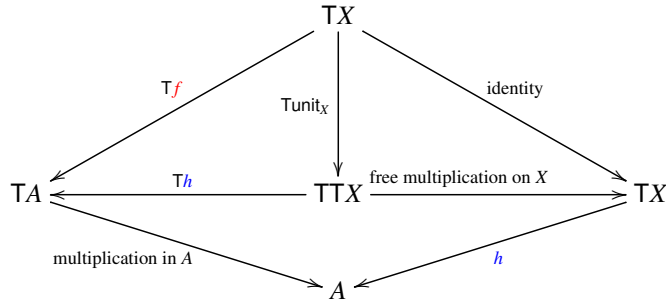 TX
Tf
identity
Tunit_X
Th
free multiplication on X
TA
TTX
TX
multiplication in A
h
A